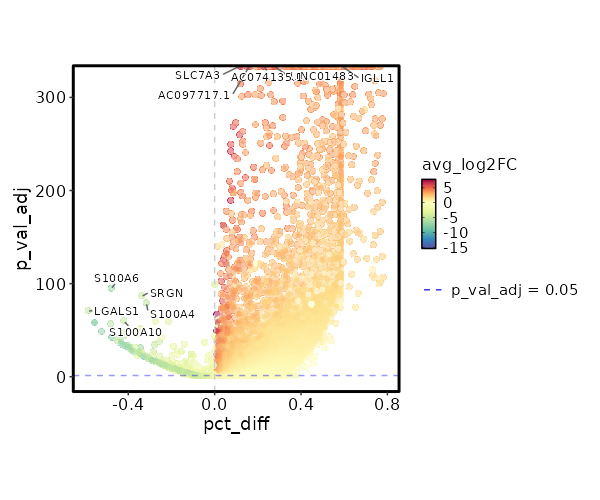 SLC7A3
AC074135.1
LINC01483
IGLL1
AC097717.1
S100A6
SRGN
LGALS1
S100A4
S100A10
300
200
100
0
-0.4
0.0
0.4
0.8
pct_diff
p_val_adj
avg_log2FC
5
0
-5
-10
-15
p_val_adj = 0.05